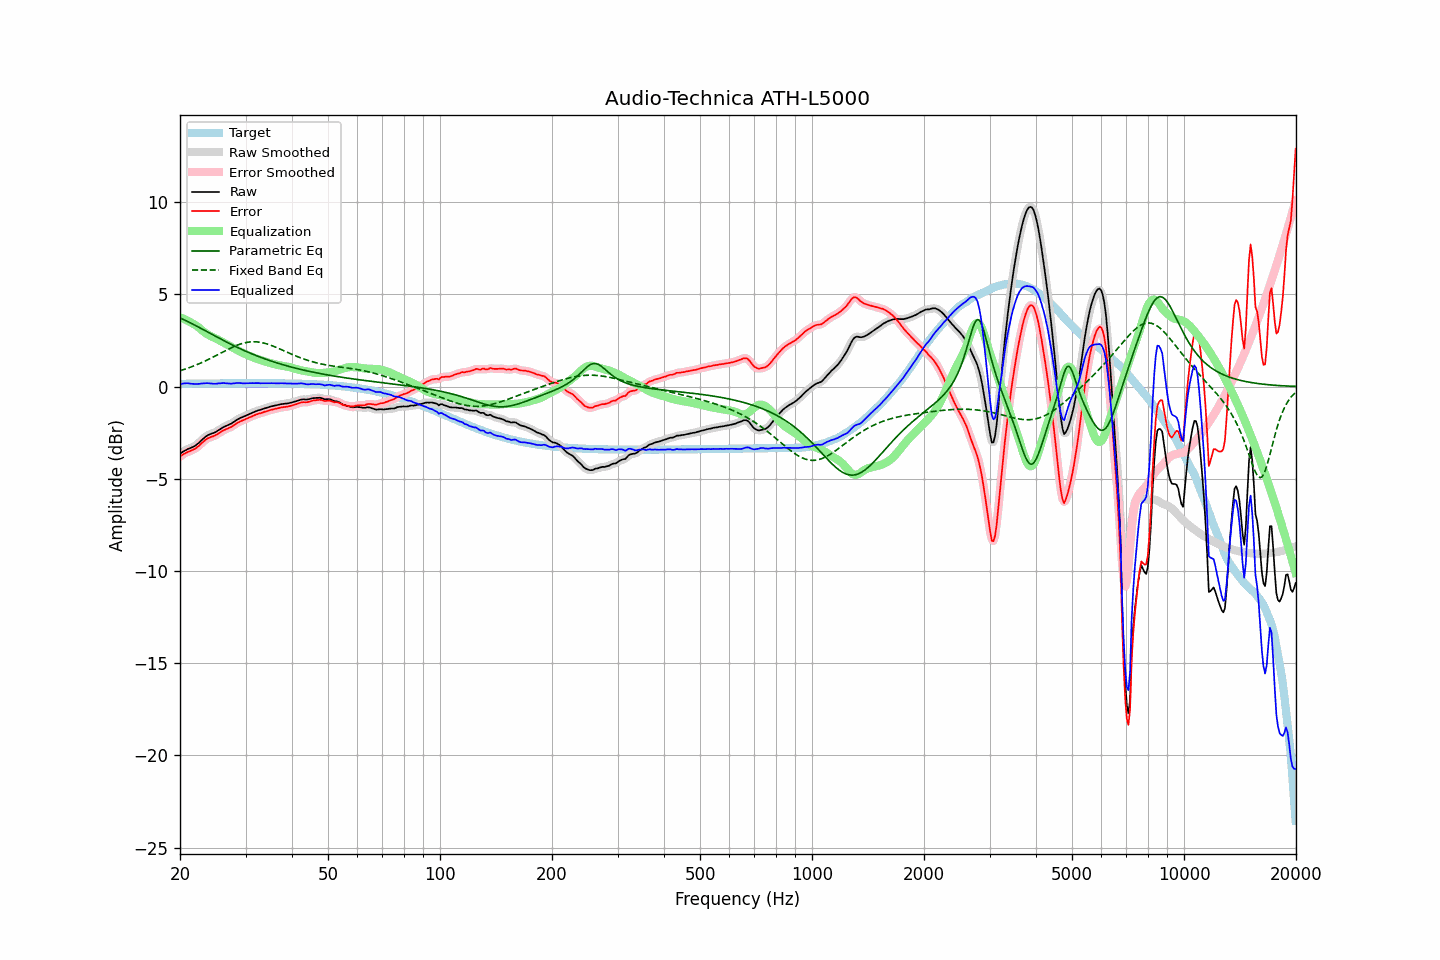 Audio-Technica ATH-L5000
Target
Raw Smoothed
Error Smoothed
Raw
Error
Equalization
Parametric Eq
Fixed Band Eq
Equalized
10
5
0
−5
−10
−15
−20
−25
Amplitude (dBr)
20
50
100
200
500
1000
2000
5000
10000
20000
Frequency (Hz)